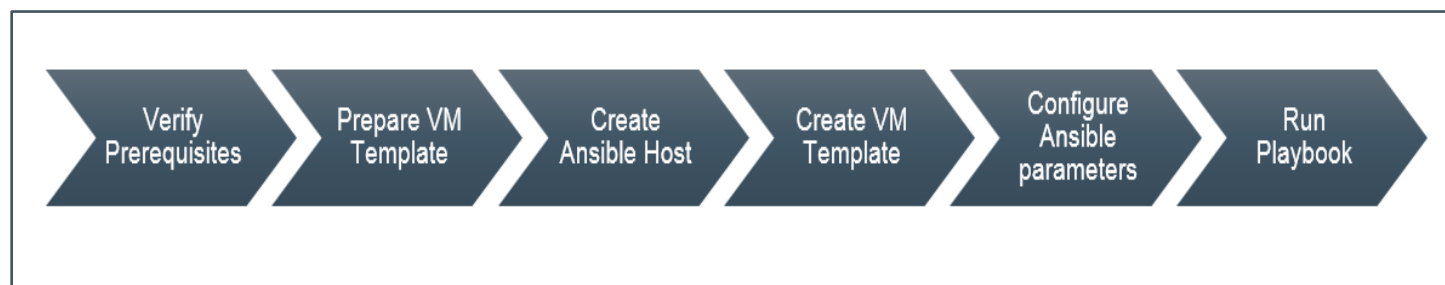 Verify
Prerequisites
Prepare VM
Template
Create
Ansible Host
Create VM
Template
Configure
Ansible
parameters
Run
Playbook